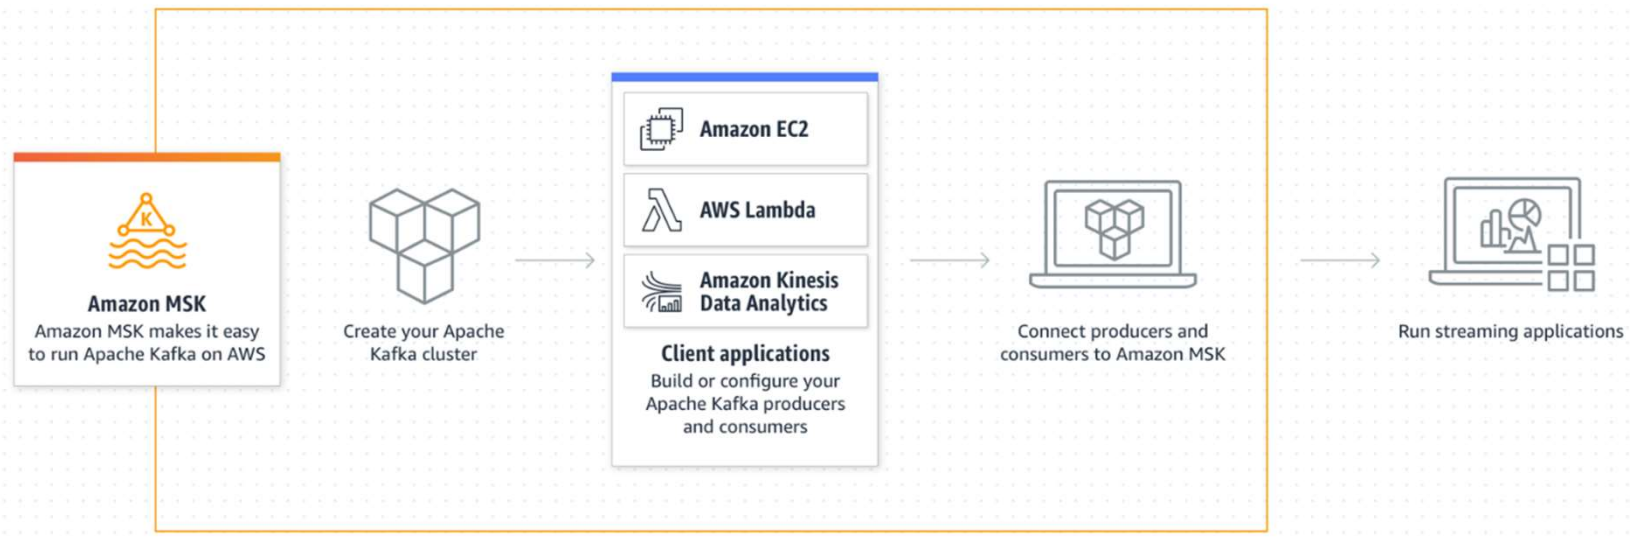 K
Amazon MSK
Amazon MSK makes it easy
to run Apache Kafka on AWS
Create your Apache
Kafka cluster
Amazon EC2
AWS Lambda
Amazon Kinesis
Data Analytics
Client applications
Build or configure your
Apache Kafka producers
and consumers
Connect producers and
consumers to Amazon MSK
Run streaming applications